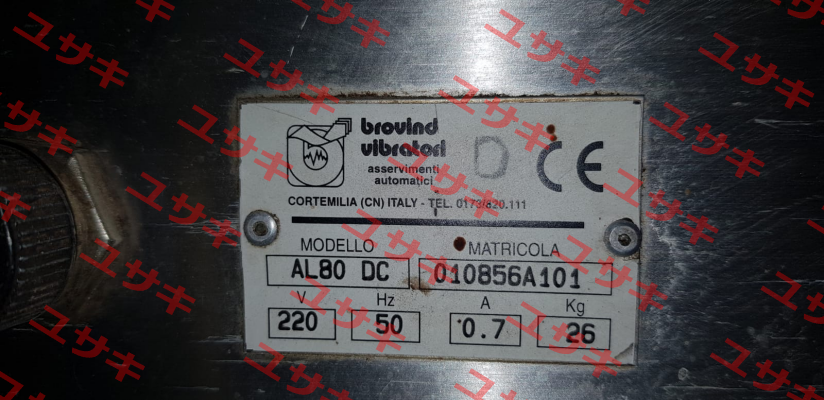 brovind
vibratori
asservimenti
automatici
D
CE
CORTEMILIA (CN) ITALY - TEL. 0173/820.111
MODELLO MATRICOLA
AL80 DC 010856A101
V Hz A Kg
220 50 0.7 26
ユサキ